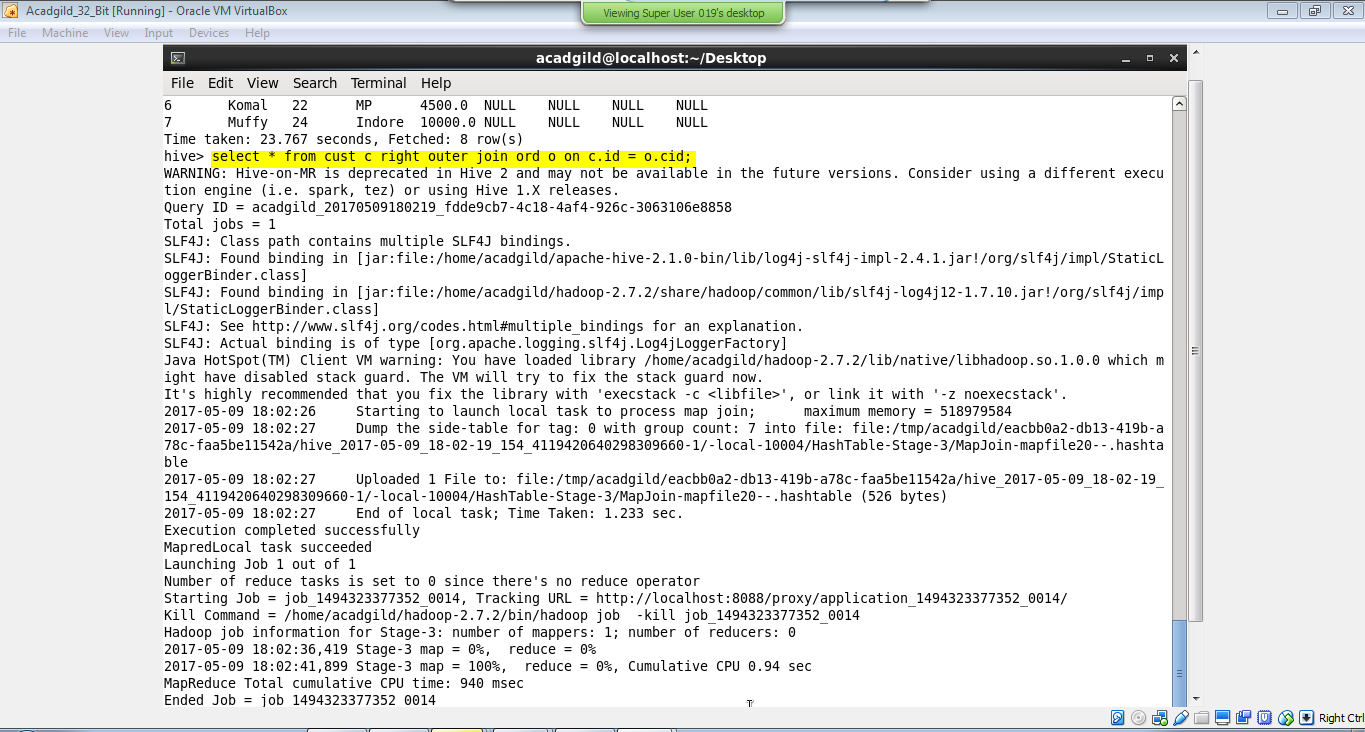 Acadgild_32_Bit [Running] - Oracle VM VirtualBox
Viewing Super User 019's desktop
File Machine View Input Devices Help
acadgild@localhost:~/Desktop
File Edit View Search Terminal Help
6 Komal 22 MP 4500.0 NULL NULL NULL NULL
7 Muffy 24 Indore 10000.0 NULL NULL NULL NULL
Time taken: 23.767 seconds, Fetched: 8 row(s)
hive> select * from cust c right outer join ord o on c.id = o.cid;
WARNING: Hive-on-MR is deprecated in Hive 2 and may not be available in the future versions. Consider using a different execu
tion engine (i.e. spark, tez) or using Hive 1.X releases.
Query ID = acadgild_20170509180219_fdde9cb7-4c18-4af4-926c-3063106e8858
Total jobs = 1
SLF4J: Class path contains multiple SLF4J bindings.
SLF4J: Found binding in [jar:file:/home/acadgild/apache-hive-2.1.0-bin/lib/log4j-slf4j-impl-2.4.1.jar!/org/slf4j/impl/StaticL
oggerBinder.class]
SLF4J: Found binding in [jar:file:/home/acadgild/hadoop-2.7.2/share/hadoop/common/lib/slf4j-log4j12-1.7.10.jar!/org/slf4j/imp
l/StaticLoggerBinder.class]
SLF4J: See http://www.slf4j.org/codes.html#multiple_bindings for an explanation.
SLF4J: Actual binding is of type [org.apache.logging.slf4j.Log4jLoggerFactory]
Java HotSpot(TM) Client VM warning: You have loaded library /home/acadgild/hadoop-2.7.2/lib/native/libhadoop.so.1.0.0 which m
ight have disabled stack guard. The VM will try to fix the stack guard now.
It's highly recommended that you fix the library with 'execstack -c <libfile>', or link it with '-z noexecstack'.
2017-05-09 18:02:26 Starting to launch local task to process map join; maximum memory = 518979584
2017-05-09 18:02:27 Dump the side-table for tag: 0 with group count: 7 into file: file:/tmp/acadgild/eacbb0a2-db13-419b-a
78c-faa5be11542a/hive_2017-05-09_18-02-19_154_4119420640298309660-1/-local-10004/HashTable-Stage-3/MapJoin-mapfile20--.hashta
ble
2017-05-09 18:02:27 Uploaded 1 File to: file:/tmp/acadgild/eacbb0a2-db13-419b-a78c-faa5be11542a/hive_2017-05-09_18-02-19_
154_4119420640298309660-1/-local-10004/HashTable-Stage-3/MapJoin-mapfile20--.hashtable (526 bytes)
2017-05-09 18:02:27 End of local task; Time Taken: 1.233 sec.
Execution completed successfully
MapredLocal task succeeded
Launching Job 1 out of 1
Number of reduce tasks is set to 0 since there's no reduce operator
Starting Job = job_1494323377352_0014, Tracking URL = http://localhost:8088/proxy/application_1494323377352_0014/
Kill Command = /home/acadgild/hadoop-2.7.2/bin/hadoop job  -kill job_1494323377352_0014
Hadoop job information for Stage-3: number of mappers: 1; number of reducers: 0
2017-05-09 18:02:36,419 Stage-3 map = 0%,  reduce = 0%
2017-05-09 18:02:41,899 Stage-3 map = 100%,  reduce = 0%, Cumulative CPU 0.94 sec
MapReduce Total cumulative CPU time: 940 msec
Ended Job = job_1494323377352_0014
Right Ctrl